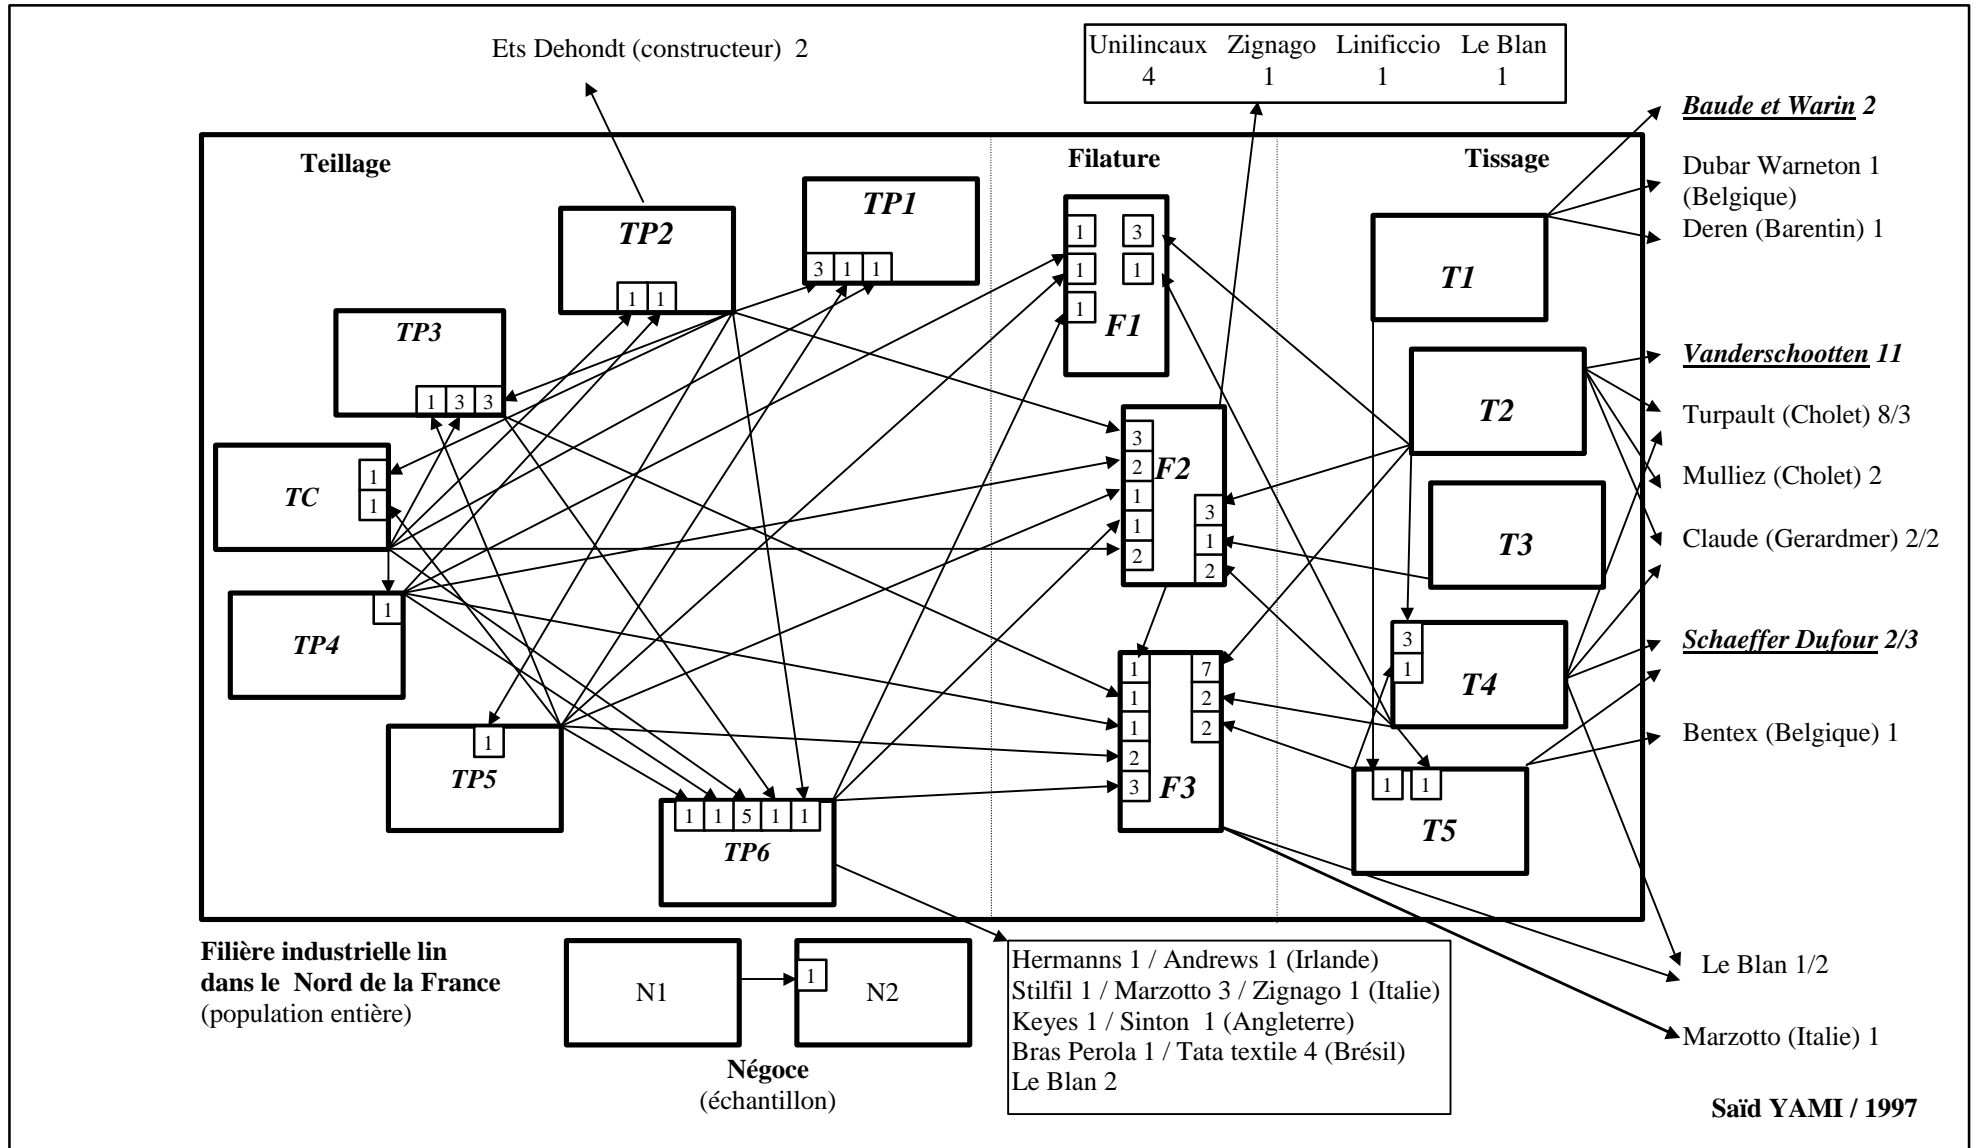 Ets Dehondt (constructeur) 2
Unilincaux Zignago Linificcio Le Blan
4 1 1 1
Teillage
Filature
Tissage
TP1
3 1 1
TP2
1 1
TP3
1 3 3
TC
1
1
TP4
1
TP5
1
TP6
1 1 5 1 1
F1
1 3
1 1
1
F2
3
2
1
1
2
3
1
2
F3
1 7
1 2
1 2
2
3
T1
T2
T3
T4
3
1
T5
1 1
Baude et Warin 2
Dubar Warneton 1
(Belgique)
Deren (Barentin) 1
Vanderschootten 11
Turpault (Cholet) 8/3
Mulliez (Cholet) 2
Claude (Gerardmer) 2/2
Schaeffer Dufour 2/3
Bentex (Belgique) 1
Le Blan 1/2
Marzotto (Italie) 1
Filière industrielle lin
dans le Nord de la France
(population entière)
N1
1
N2
Négoce
(échantillon)
Hermanns 1 / Andrews 1 (Irlande)
Stilfil 1 / Marzotto 3 / Zignago 1 (Italie)
Keyes 1 / Sinton 1 (Angleterre)
Bras Perola 1 / Tata textile 4 (Brésil)
Le Blan 2
Saïd YAMI / 1997